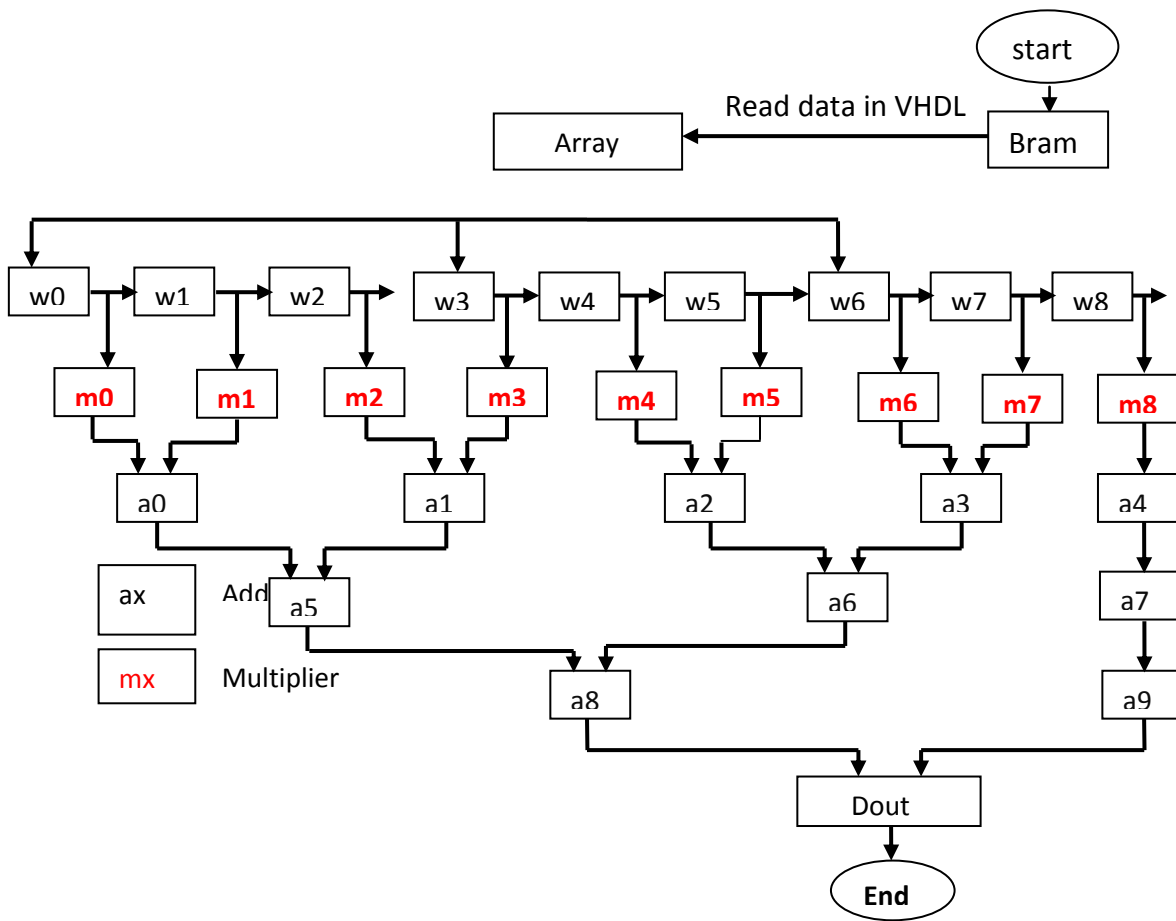 start
Read data in VHDL
Array
Bram
w0 w1 w2 w3 w4 w5 w6 w7 w8
m0 m1 m2 m3 m4 m5 m6 m7 m8
a0 a1 a2 a3 a4
ax Add a5 a6 a7
mx Multiplier a8 a9
Dout
End